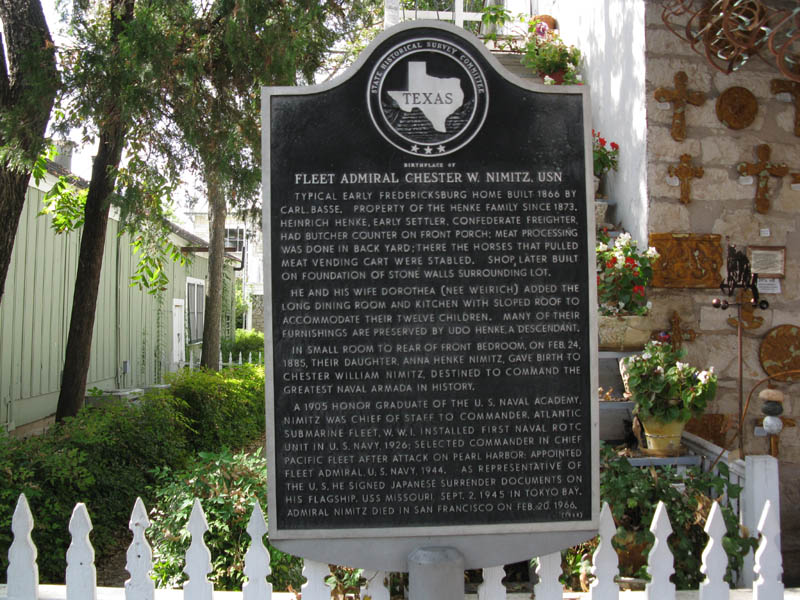 STATE HISTORICAL SURVEY COMMITTEE
TEXAS
BIRTHPLACE OF
FLEET ADMIRAL CHESTER W. NIMITZ, USN
TYPICAL EARLY FREDERICKSBURG HOME BUILT 1866 BY
CARL BASSE. PROPERTY OF THE HENKE FAMILY SINCE 1873.
HEINRICH HENKE, EARLY SETTLER, CONFEDERATE FREIGHTER,
HAD BUTCHER COUNTER ON FRONT PORCH; MEAT PROCESSING
WAS DONE IN BACK YARD; THERE THE HORSES THAT PULLED
MEAT VENDING CART WERE STABLED. SHOP, LATER BUILT
ON FOUNDATION OF STONE WALLS SURROUNDING LOT.
HE AND HIS WIFE DOROTHEA (NEE WEIRICH) ADDED THE
LONG DINING ROOM AND KITCHEN WITH SLOPED ROOF TO
ACCOMMODATE THEIR TWELVE CHILDREN. MANY OF THEIR
FURNISHINGS ARE PRESERVED BY UDO HENKE, A DESCENDANT.
IN SMALL ROOM TO REAR OF FRONT BEDROOM, ON FEB. 24,
1885, THEIR DAUGHTER, ANNA HENKE NIMITZ, GAVE BIRTH TO
CHESTER WILLIAM NIMITZ, DESTINED TO COMMAND THE
GREATEST NAVAL ARMADA IN HISTORY.
A 1905 HONOR GRADUATE OF THE U. S. NAVAL ACADEMY,
NIMITZ WAS CHIEF OF STAFF TO COMMANDER, ATLANTIC
SUBMARINE FLEET, W. W. I. INSTALLED FIRST NAVAL ROTC
UNIT IN U. S. NAVY, 1926; SELECTED COMMANDER IN CHIEF
PACIFIC FLEET AFTER ATTACK ON PEARL HARBOR; APPOINTED
FLEET ADMIRAL, U. S. NAVY, 1944. AS REPRESENTATIVE OF
THE U. S. HE SIGNED JAPANESE SURRENDER DOCUMENTS ON
HIS FLAGSHIP, USS MISSOURI, SEPT. 2, 1945 IN TOKYO BAY.
ADMIRAL NIMITZ DIED IN SAN FRANCISCO ON FEB. 20, 1966.